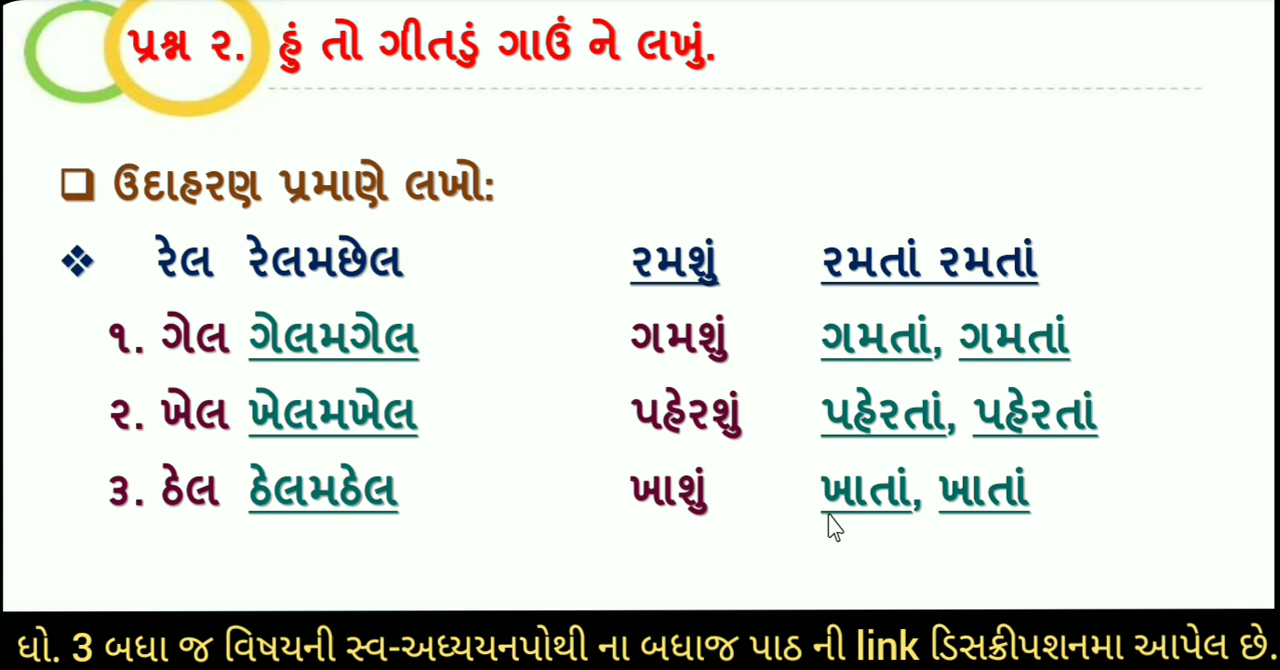 પ્રશ્ન ૨. હું તો ગીતડું ગાઉં ને લખું.
ઉદાહરણ પ્રમાણે લખો:
રેલ રેલમછેલ રમશું રમતાં રમતાં
૧. ગેલ ગેલમગેલ ગમશું ગમતાં, ગમતાં
૨. ખેલ ખેલમખેલ પહેરશું પહેરતાં, પહેરતાં
૩. ઠેલ ઠેલમઠેલ ખાશું ખાતાં, ખાતાં
ધો. 3 બધા જ વિષયની સ્વ-અધ્યયનપોથી ના બધાજ પાઠ ની link ડિસક્રીપશનમા આપેલ છે.